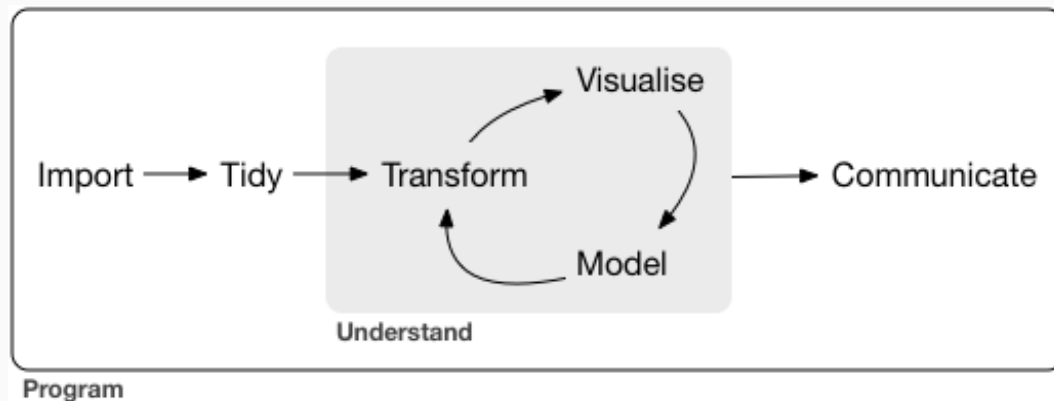 Visualise
Import Tidy Transform Communicate
Model
Understand
Program